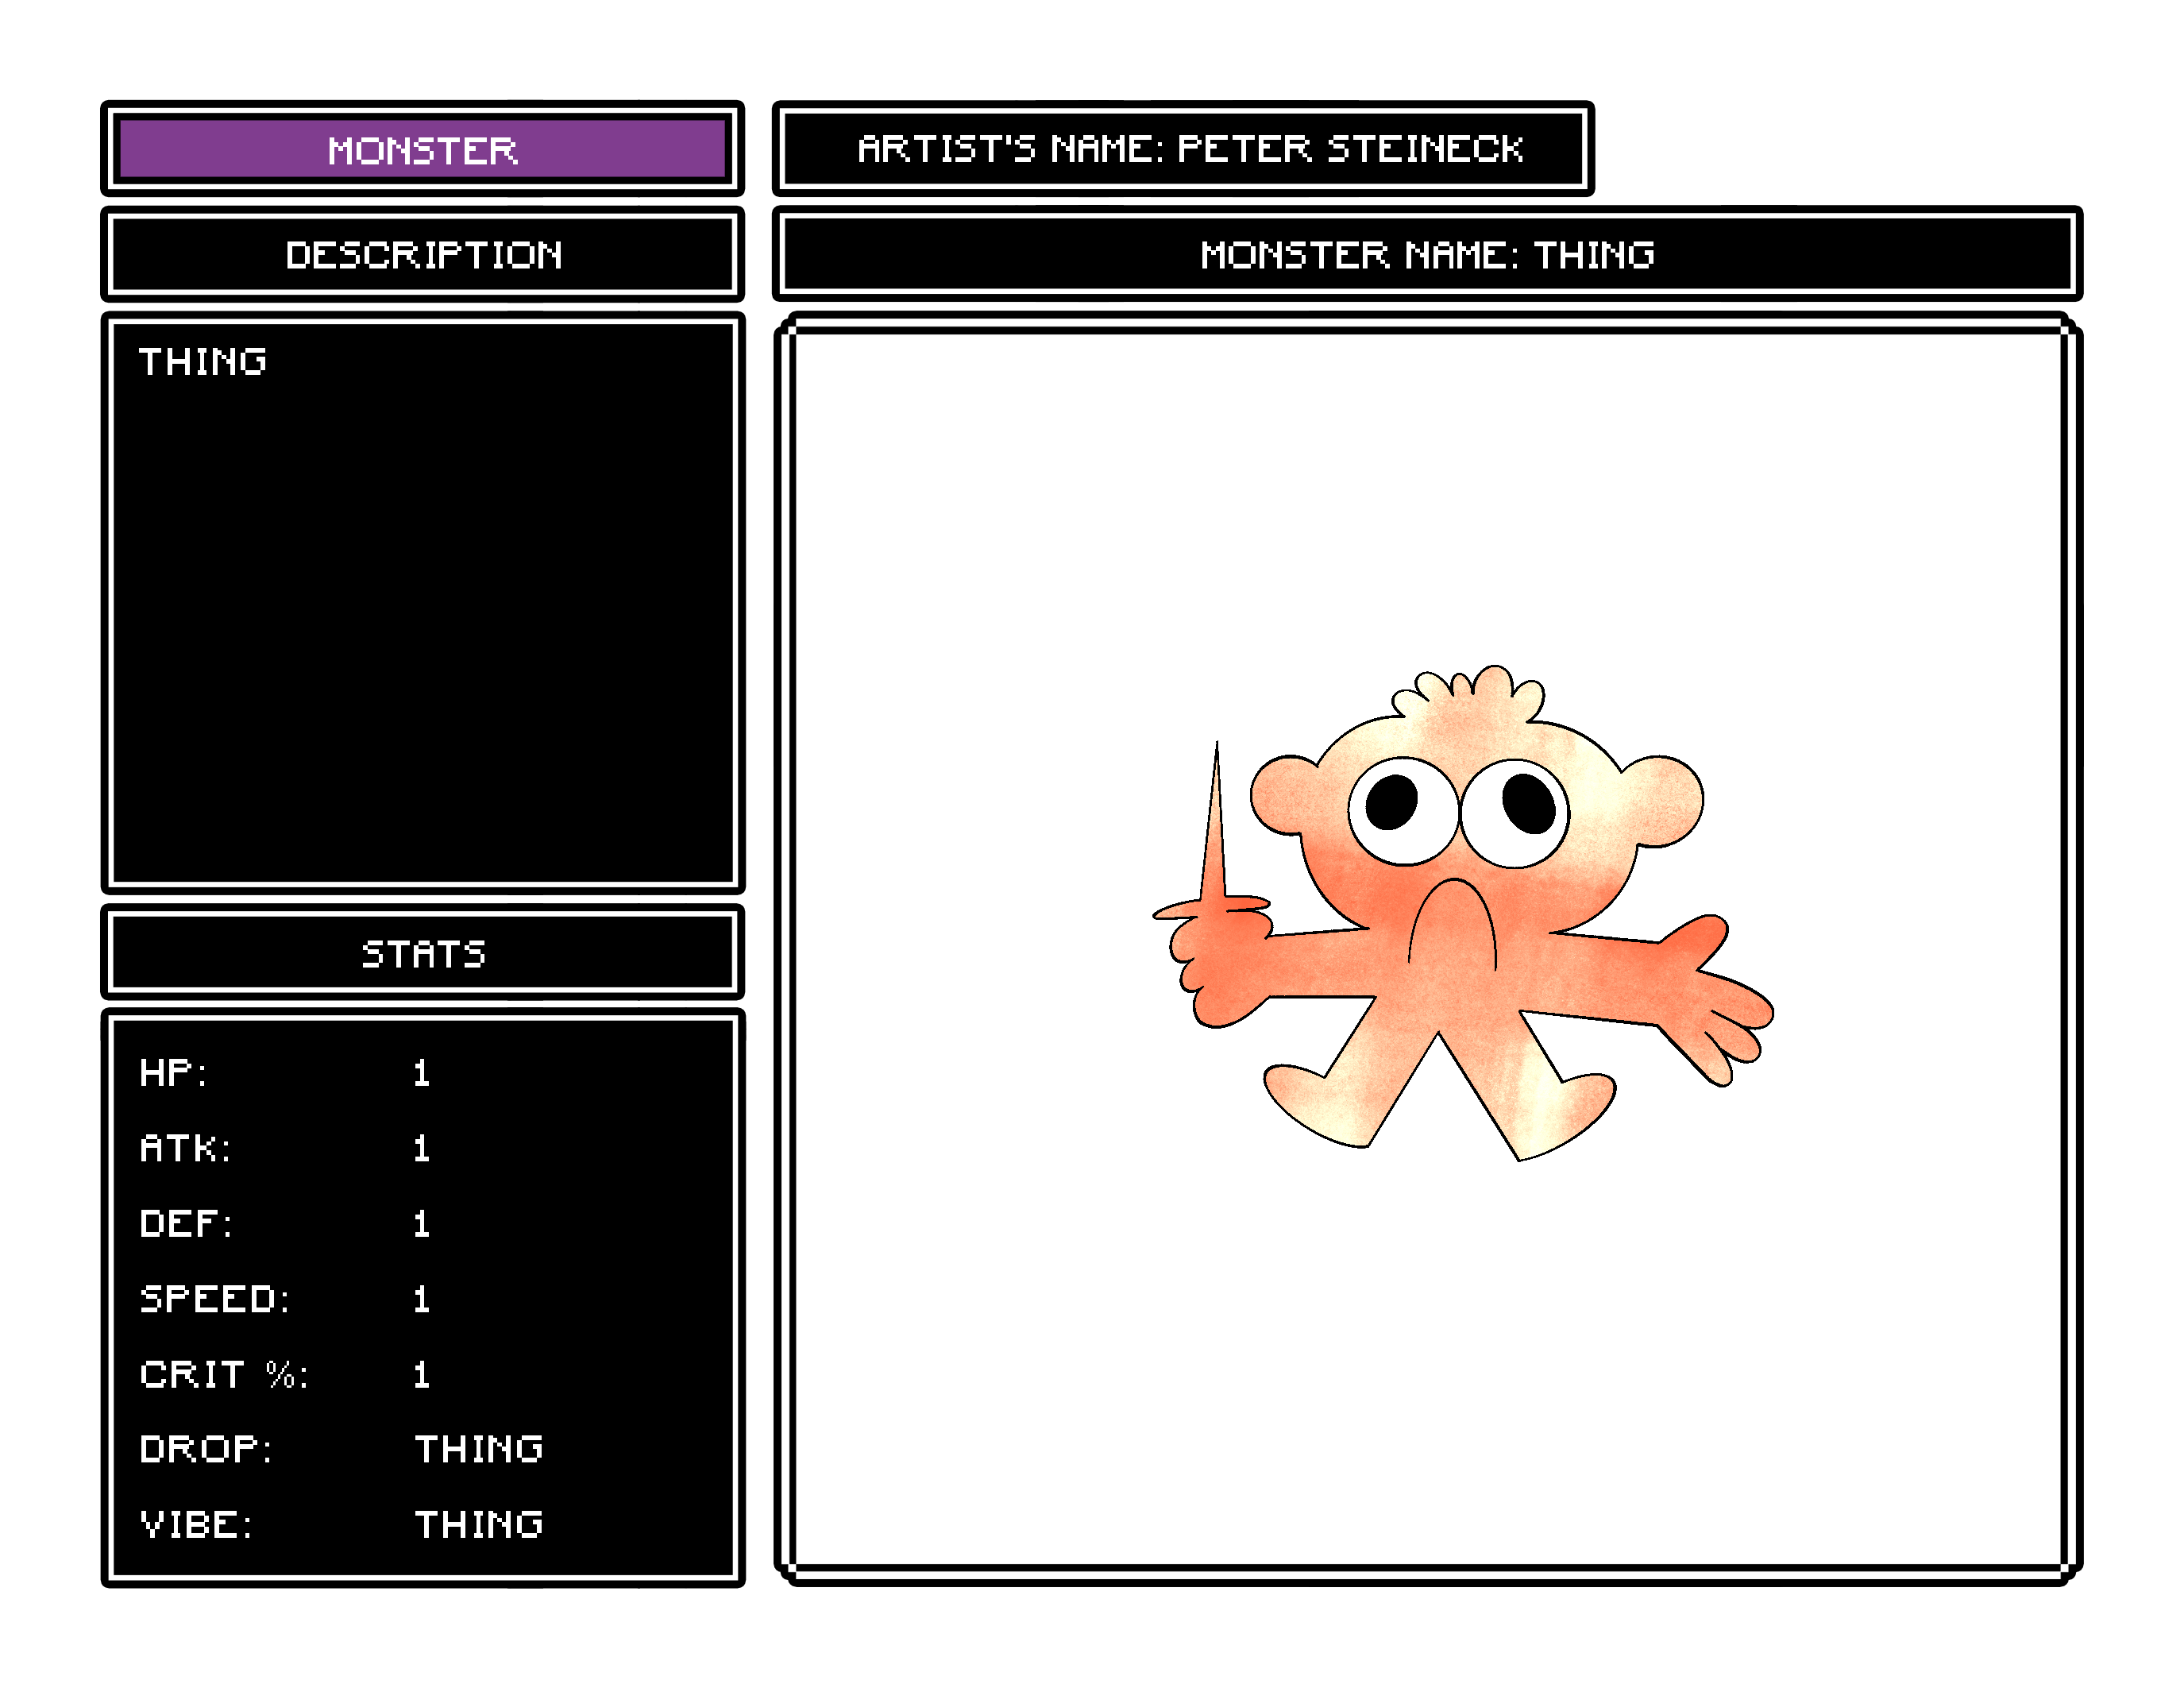 MONSTER
ARTIST'S NAME: PETER STEINECK
DESCRIPTION
MONSTER NAME: THING
THING
STATS
HP: 1
ATK: 1
DEF: 1
SPEED: 1
CRIT %: 1
DROP: THING
VIBE: THING